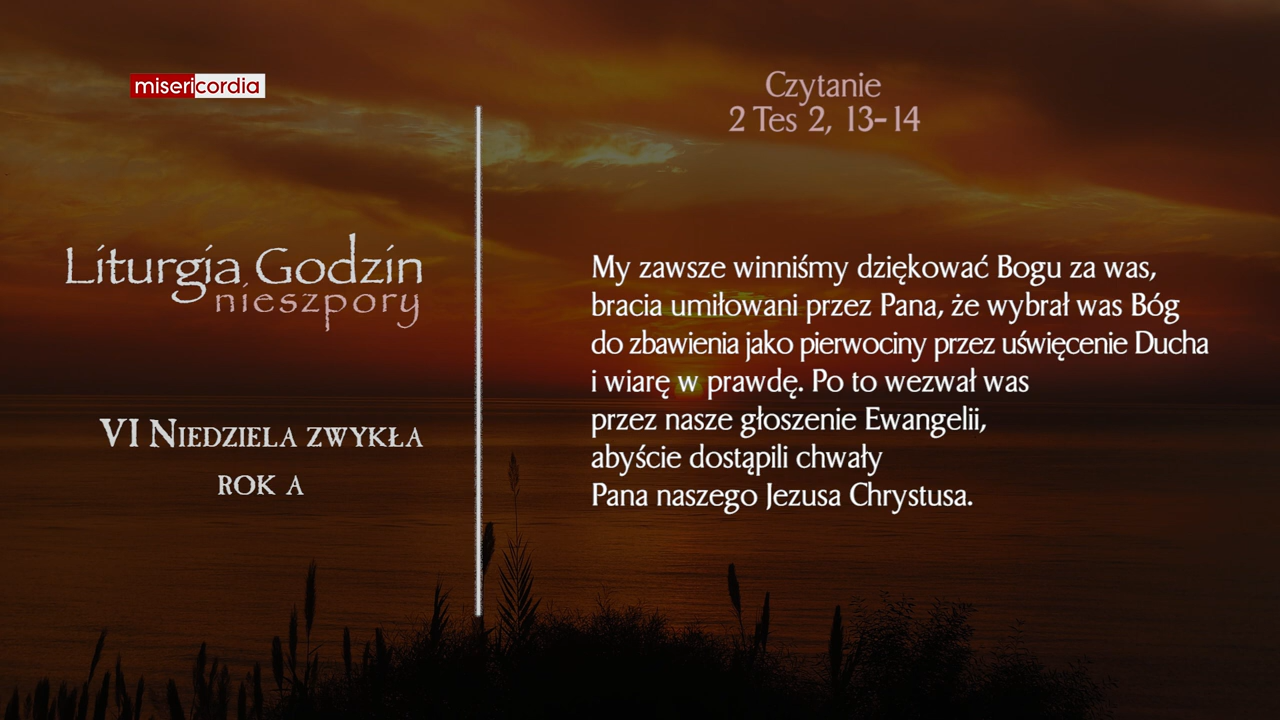 misericordia
Liturgia Godzin
nieszpory
VI Niedziela zwykła
rok A
Czytanie
2 Tes 2, 13-14
My zawsze winniśmy dziękować Bogu za was,
bracia umiłowani przez Pana, że wybrał was Bóg
do zbawienia jako pierwociny przez uświęcenie Ducha
i wiarę w prawdę. Po to wezwał was
przez nasze głoszenie Ewangelii,
abyście dostąpili chwały
Pana naszego Jezusa Chrystusa.